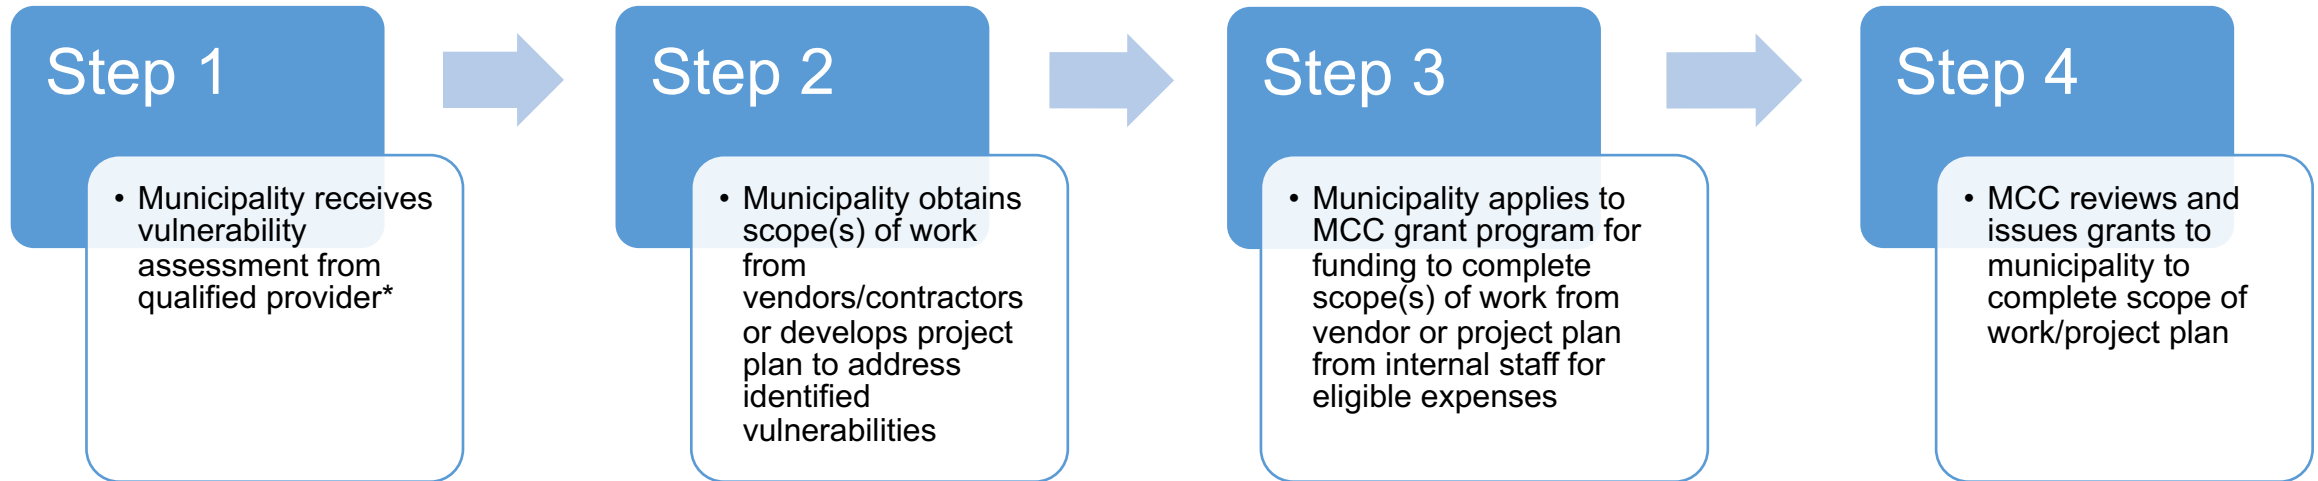 Step 1
• Municipality receives
vulnerability
assessment from
qualified provider*
Step 2
• Municipality obtains
scope(s) of work
from
vendors/contractors
or develops project
plan to address
identified
vulnerabilities
Step 3
• Municipality applies to
MCC grant program for
funding to complete
scope(s) of work from
vendor or project plan
from internal staff for
eligible expenses
Step 4
• MCC reviews and
issues grants to
municipality to
complete scope of
work/project plan